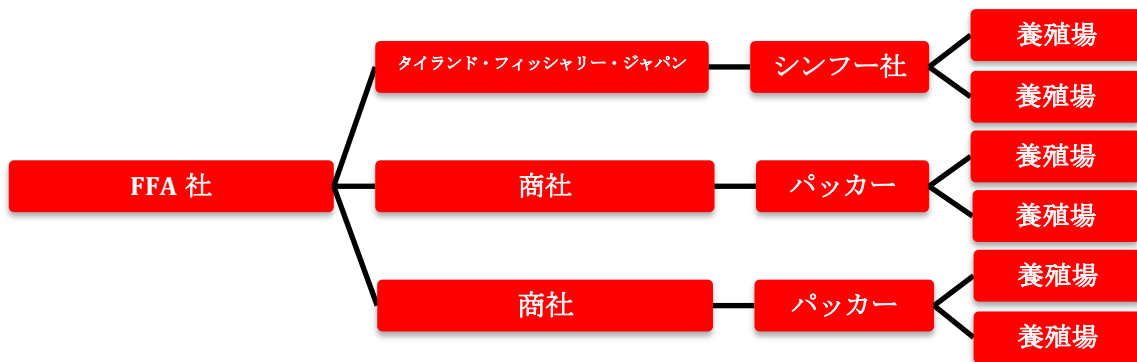 養殖場
タイランド・フィッシャリー・ジャパン
シンフー社
養殖場
養殖場
FFA 社
商社
パッカー
養殖場
養殖場
商社
パッカー
養殖場